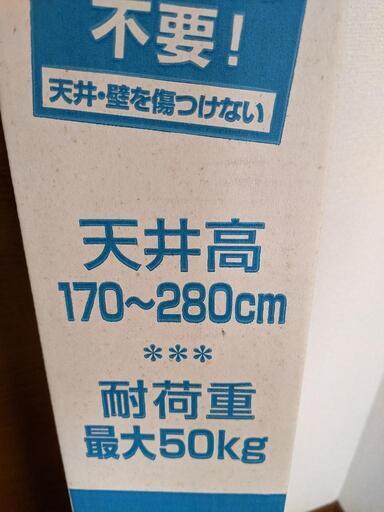 不要!
天井・壁を傷つけない
天井高
170~280cm
***
耐荷重
最大50kg